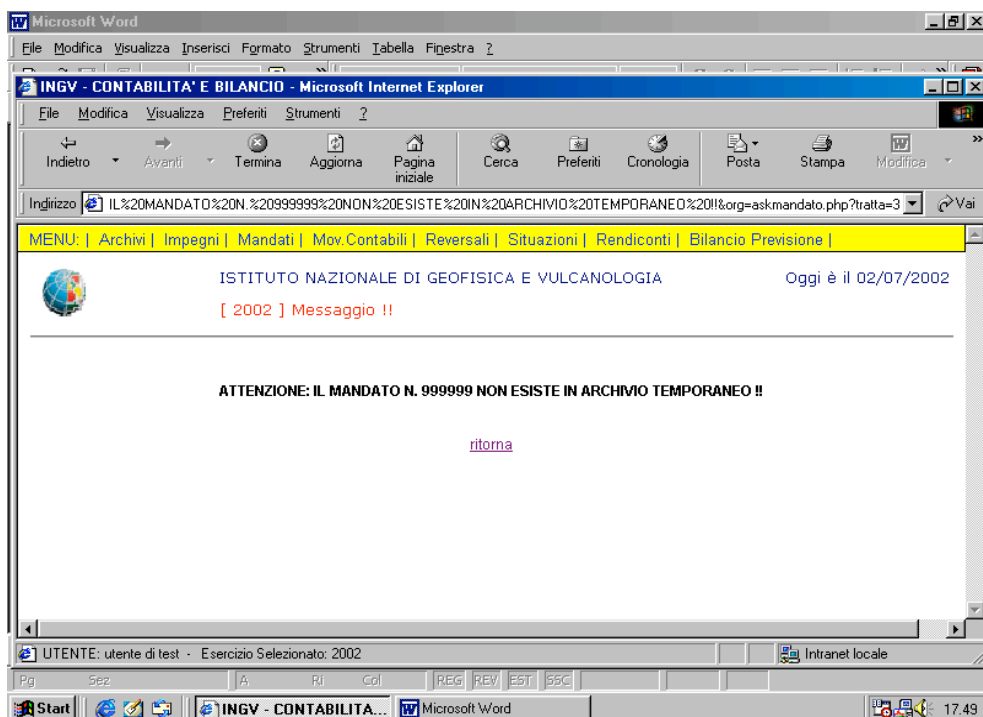 Microsoft Word
File Modifica Visualizza Inserisci Formato Strumenti Tabella Finestra ?
INGV - CONTABILITA' E BILANCIO - Microsoft Internet Explorer
File Modifica Visualizza Preferiti Strumenti ?
Indietro Avanti Termina Aggiorna Pagina iniziale Cerca Preferiti Cronologia Posta Stampa Modifica
Indirizzo IL%20MANDATO%20N.%20999999%20NON%20ESISTE%20IN%20ARCHIVIO%20TEMPORANEO%20!!&org=askmandato.php?tratta=3 Vai
MENU: | Archivi | Impegni | Mandati | Mov.Contabili | Reversali | Situazioni | Rendiconti | Bilancio Previsione |
ISTITUTO NAZIONALE DI GEOFISICA E VULCANOLOGIA Oggi è il 02/07/2002
[ 2002 ] Messaggio !!
ATTENZIONE: IL MANDATO N. 999999 NON ESISTE IN ARCHIVIO TEMPORANEO !!
ritorna
UTENTE: utente di test - Esercizio Selezionato: 2002 Intranet locale
Pg Sez A Ri Col REG REV EST SSC
Start INGV - CONTABILITA... Microsoft Word 17.49